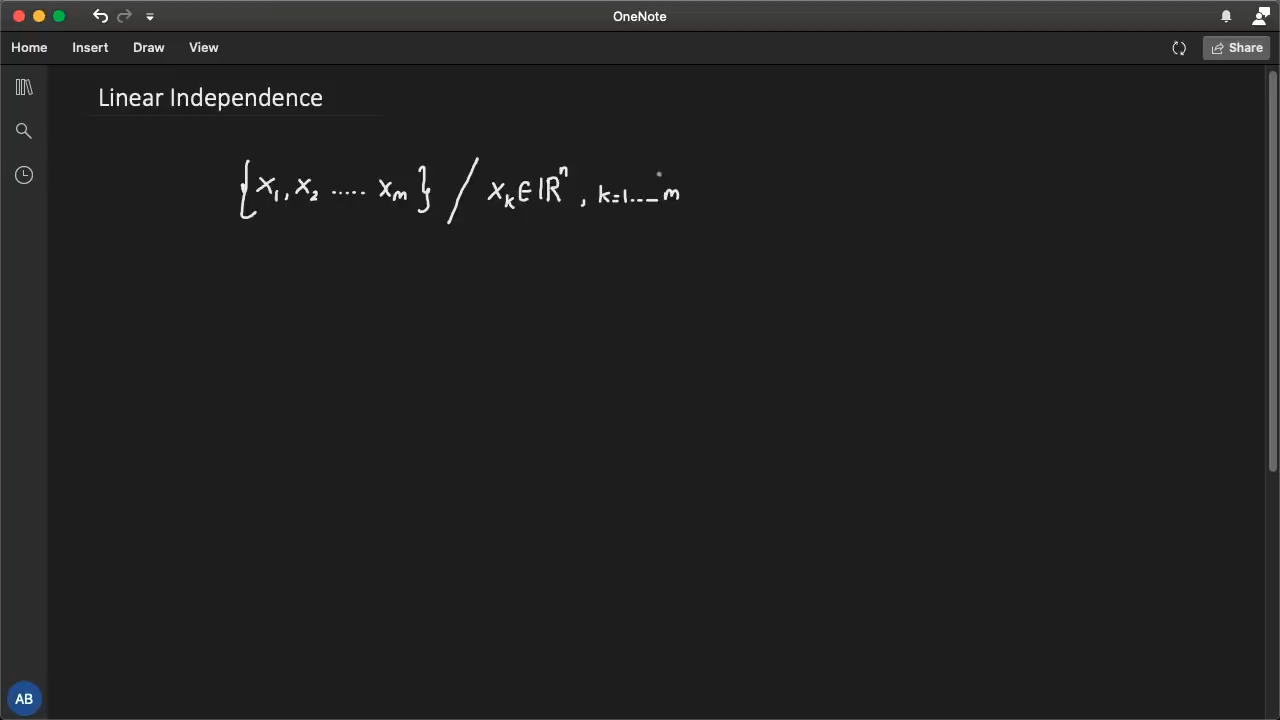 OneNote
Home Insert Draw View Share
Linear Independence
{x₁, x₂ ..... xₘ} / xₖ ∈ ℝⁿ, k=1...._ m
AB